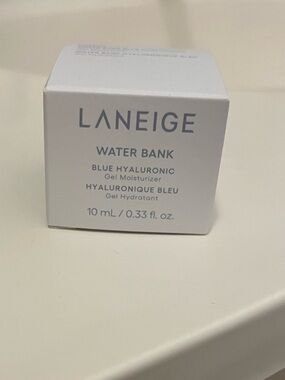 LANEIGE
WATER BANK
BLUE HYALURONIC
Gel Moisturizer
HYALURONIQUE BLEU
Gel Hydratant
10 mL / 0.33 fl. oz.